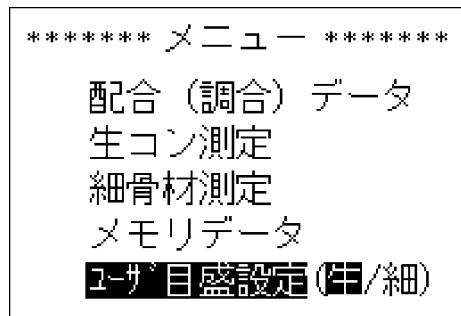 ******* メニュー *******
配合（調合）データ
生コン測定
細骨材測定
メモリデータ
ﾕｰｻﾞ目盛設定(生/細)